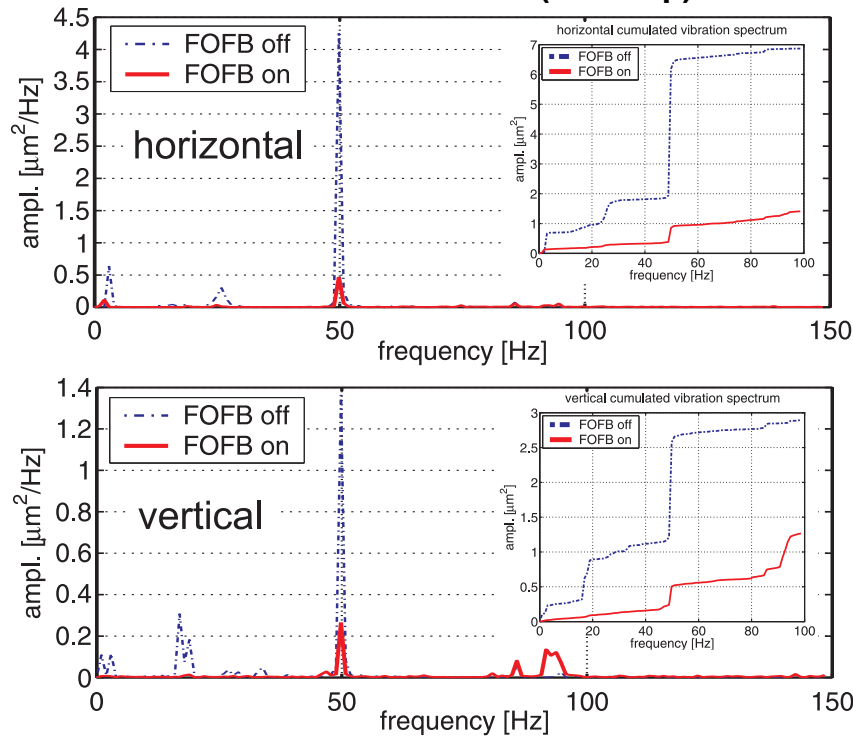 4.5
4
3.5
3
2.5
2
1.5
1
0.5
0
ampl. [μm²/Hz]
FOFB off
FOFB on
horizontal
0 50 100 150
frequency [Hz]
horizontal cumulated vibration spectrum
7
6
5
4
3
2
1
0
ampl. [μm²]
FOFB off
FOFB on
0 20 40 60 80 100
frequency [Hz]
1.4
1.2
1
0.8
0.6
0.4
0.2
0
ampl. [μm²/Hz]
FOFB off
FOFB on
vertical
0 50 100 150
frequency [Hz]
vertical cumulated vibration spectrum
3
2.5
2
1.5
1
0.5
0
ampl. [μm²]
FOFB off
FOFB on
0 20 40 60 80 100
frequency [Hz]